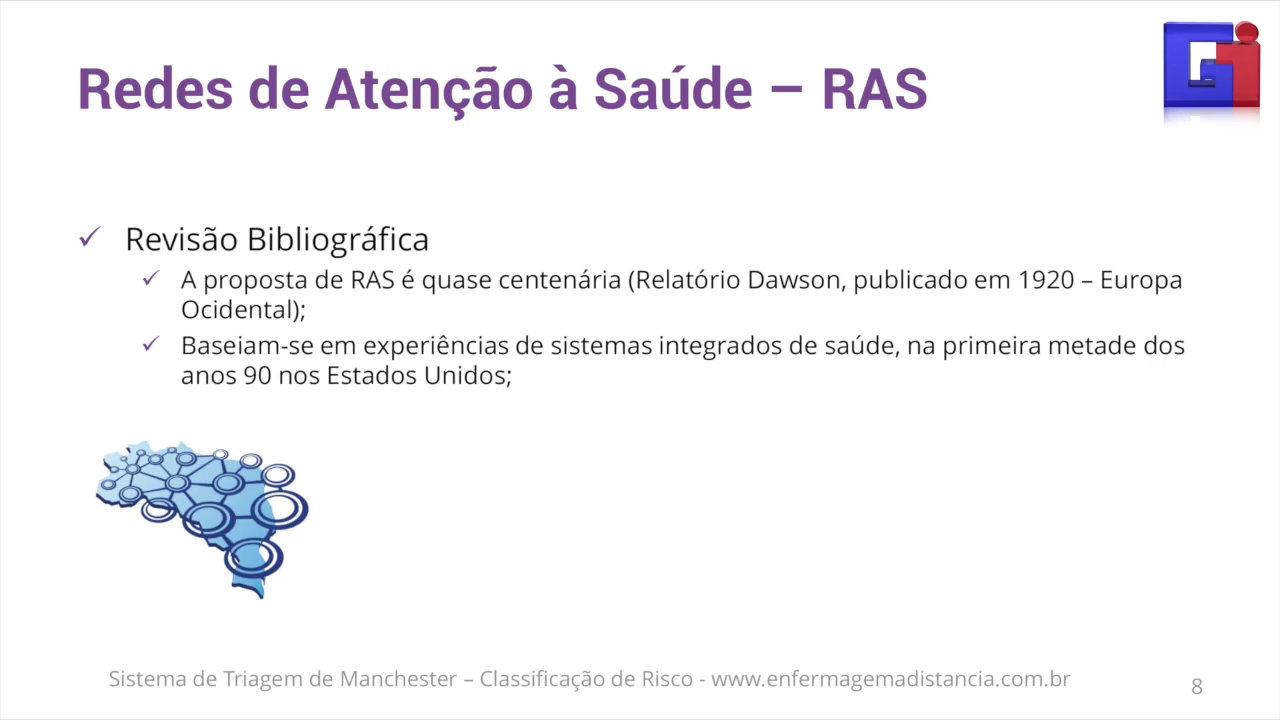 Redes de Atenção à Saúde – RAS
Revisão Bibliográfica
A proposta de RAS é quase centenária (Relatório Dawson, publicado em 1920 – Europa
Ocidental);
Baseiam-se em experiências de sistemas integrados de saúde, na primeira metade dos
anos 90 nos Estados Unidos;
Sistema de Triagem de Manchester – Classificação de Risco - www.enfermagemadistancia.com.br
8